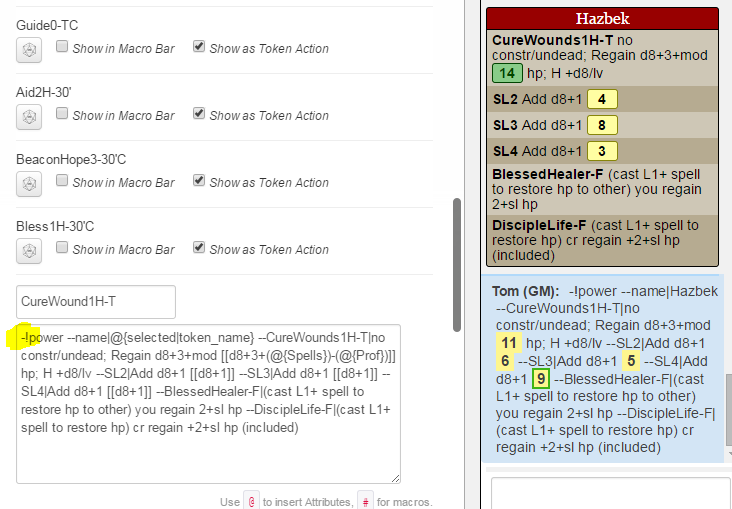 Guide0-TC
Show in Macro Bar Show as Token Action
Aid2H-30'
Show in Macro Bar Show as Token Action
BeaconHope3-30'C
Show in Macro Bar Show as Token Action
Bless1H-30'C
Show in Macro Bar Show as Token Action
CureWound1H-T
-!power --name|@{selected|token_name} --CureWounds1H-T|no
constr/undead; Regain d8+3+mod [[d8+3+(@{Spells})-(@{Prof})]]
hp; H +d8/lv --SL2|Add d8+1 [[d8+1]] --SL3|Add d8+1 [[d8+1]] --
SL4|Add d8+1 [[d8+1]] --BlessedHealer-F|(cast L1+ spell to
restore hp to other) you regain 2+sl hp --DiscipleLife-F|(cast L1+
spell to restore hp) cr regain +2+sl hp (included)
Use @ to insert Attributes, # for macros.
Hazbek
CureWounds1H-T no
constr/undead; Regain d8+3+mod
14 hp; H +d8/lv
SL2 Add d8+1 4
SL3 Add d8+1 8
SL4 Add d8+1 3
BlessedHealer-F (cast L1+ spell
to restore hp to other) you regain
2+sl hp
DiscipleLife-F (cast L1+ spell to
restore hp) cr regain +2+sl hp
(included)
Tom (GM): -!power --name|Hazbek
--CureWounds1H-T|no
constr/undead; Regain d8+3+mod
11 hp; H +d8/lv --SL2|Add d8+1
6 --SL3|Add d8+1 5 --SL4|Add
d8+1 9 --BlessedHealer-F|(cast
L1+ spell to restore hp to other)
you regain 2+sl hp --DiscipleLife-F|
(cast L1+ spell to restore hp) cr
regain +2+sl hp (included)